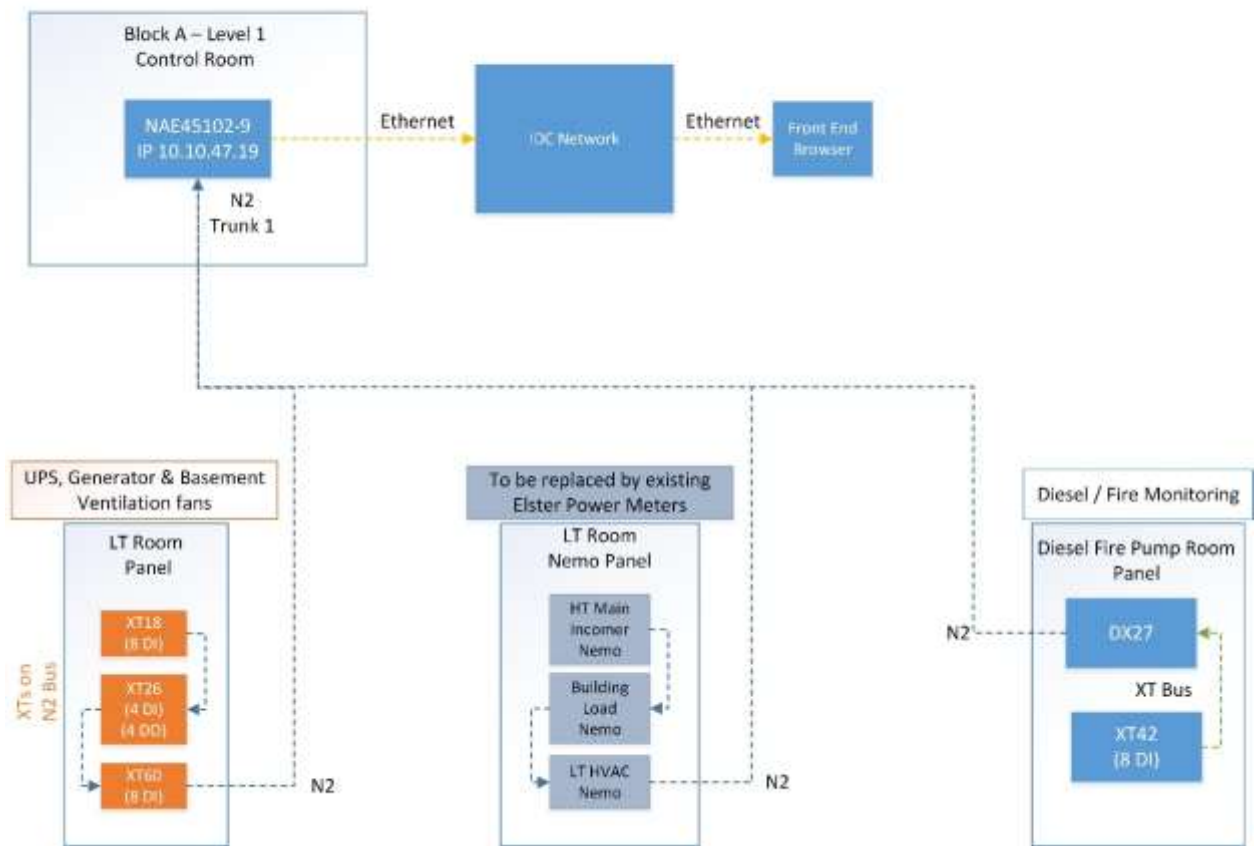 Block A – Level 1
Control Room
NAE45102-9
IP 10.10.47.19
N2
Trunk 1
Ethernet
IDC Network
Ethernet
Front End
Browser
UPS, Generator & Basement
Ventilation fans
LT Room
Panel
XT18
(8 DI)
XT26
(4 DI)
(4 DO)
XT60
(8 DI)
XTs on
N2 Bus
N2
To be replaced by existing
Elster Power Meters
LT Room
Nemo Panel
HT Main
Incomer
Nemo
Building
Load
Nemo
LT HVAC
Nemo
N2
Diesel / Fire Monitoring
Diesel Fire Pump Room
Panel
N2
DX27
XT Bus
XT42
(8 DI)